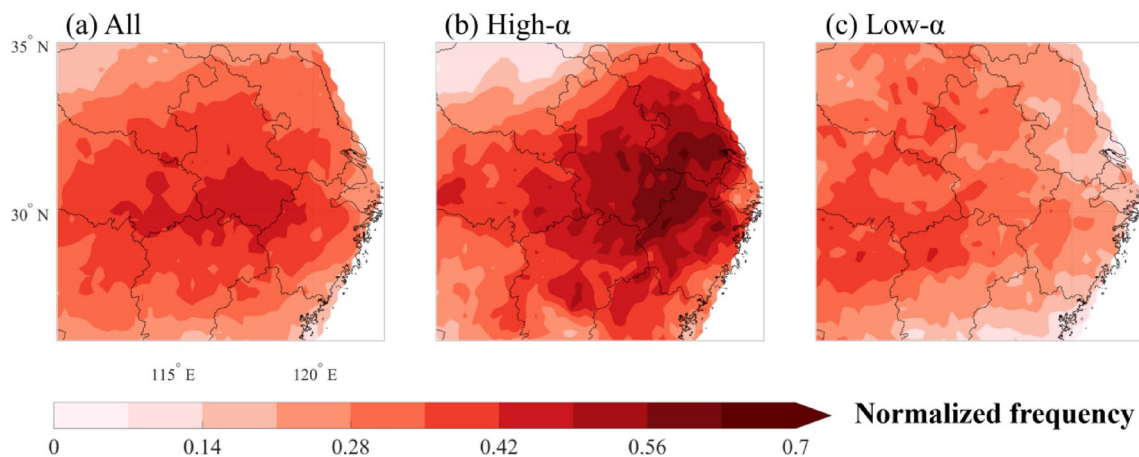 (a) All
(b) High-α
(c) Low-α
35° N
30° N
115° E
120° E
0
0.14
0.28
0.42
0.56
0.7
Normalized frequency